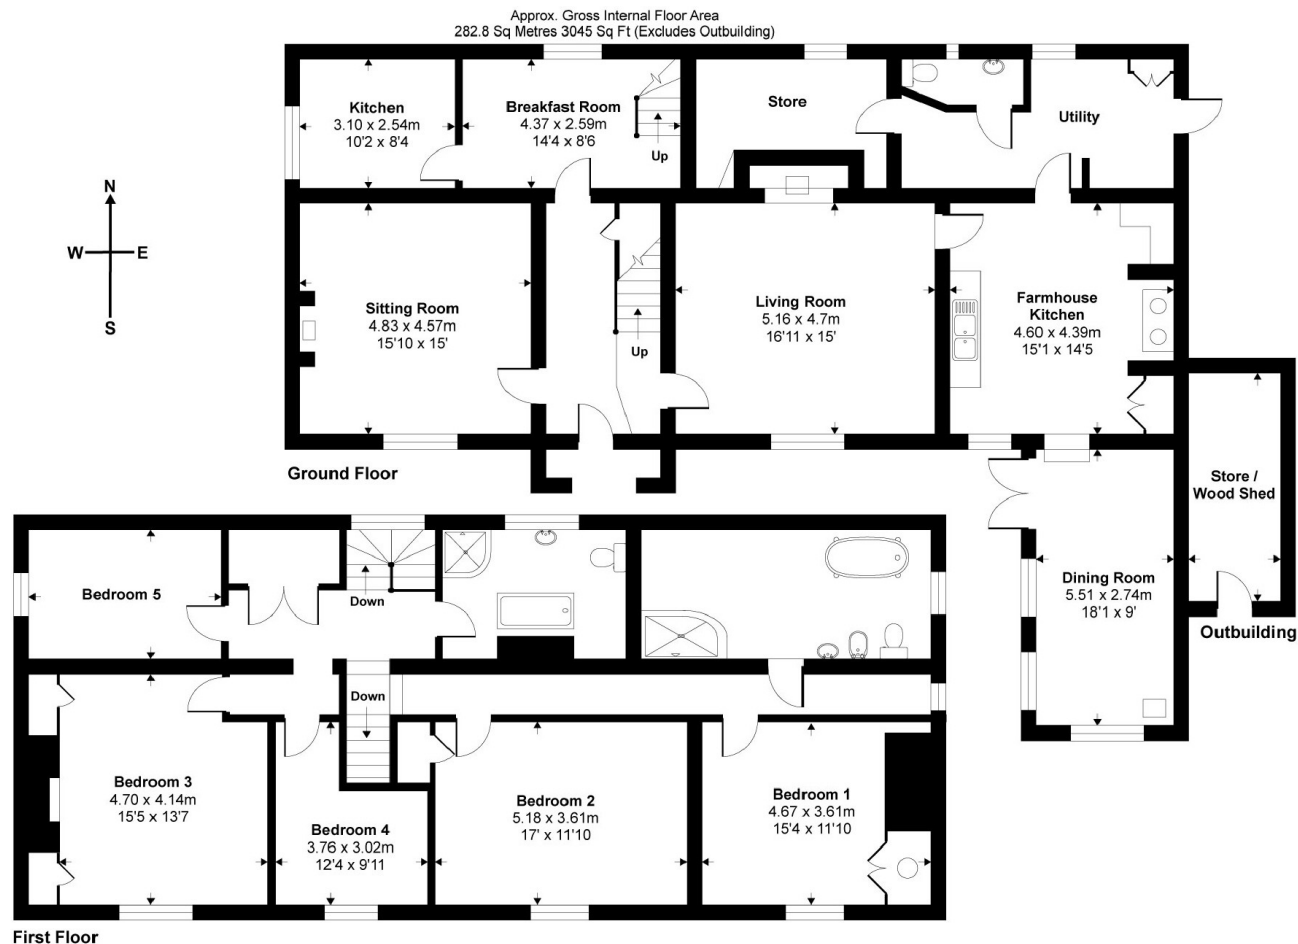 Approx. Gross Internal Floor Area
282.8 Sq Metres 3045 Sq Ft (Excludes Outbuilding)
Kitchen
3.10 x 2.54m
10'2 x 8'4
Breakfast Room
4.37 x 2.59m
14'4 x 8'6
Up
Store
Utility
N
W
E
S
Sitting Room
4.83 x 4.57m
15'10 x 15'
Up
Living Room
5.16 x 4.7m
16'11 x 15'
Farmhouse
Kitchen
4.60 x 4.39m
15'1 x 14'5
Ground Floor
Store /
Wood Shed
Dining Room
5.51 x 2.74m
18'1 x 9'
Outbuilding
Bedroom 5
Down
Down
Bedroom 3
4.70 x 4.14m
15'5 x 13'7
Bedroom 4
3.76 x 3.02m
12'4 x 9'11
Bedroom 2
5.18 x 3.61m
17' x 11'10
Bedroom 1
4.67 x 3.61m
15'4 x 11'10
First Floor